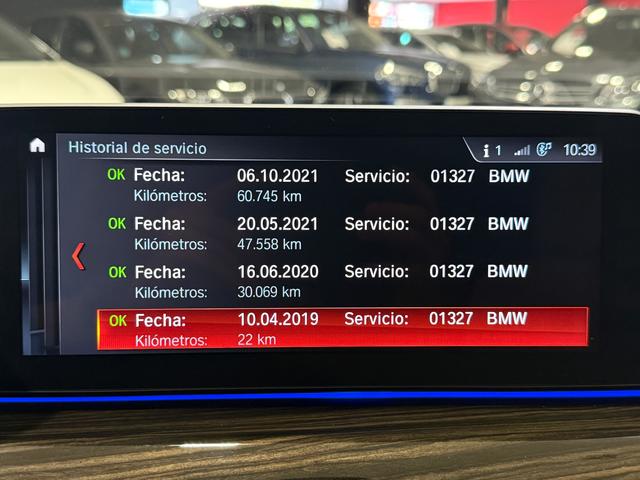 Historial de servicio 1 10:39
OK Fecha: 06.10.2021 Servicio: 01327 BMW
Kilómetros: 60.745 km
OK Fecha: 20.05.2021 Servicio: 01327 BMW
Kilómetros: 47.558 km
OK Fecha: 16.06.2020 Servicio: 01327 BMW
Kilómetros: 30.069 km
OK Fecha: 10.04.2019 Servicio: 01327 BMW
Kilómetros: 22 km